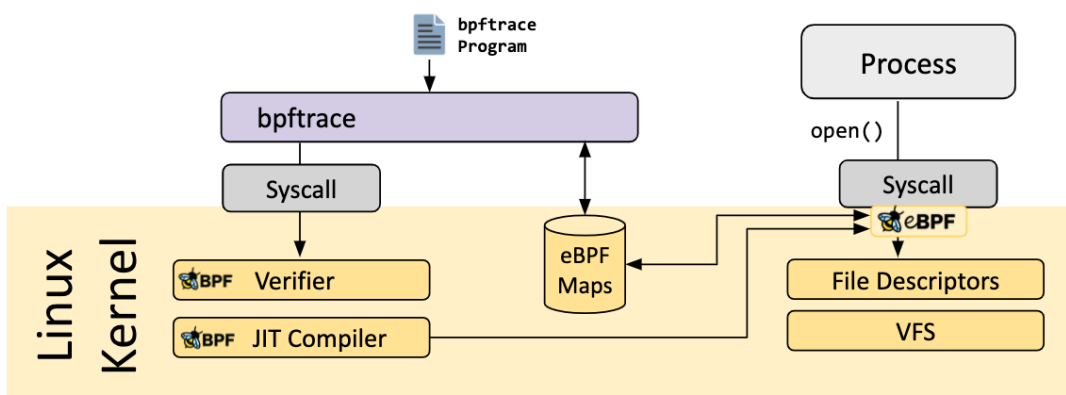 bpftrace
Program
bpftrace
Process
open()
Syscall
Syscall
eBPF
Linux
Kernel
eBPF
Maps
BPF Verifier
File Descriptors
BPF JIT Compiler
VFS